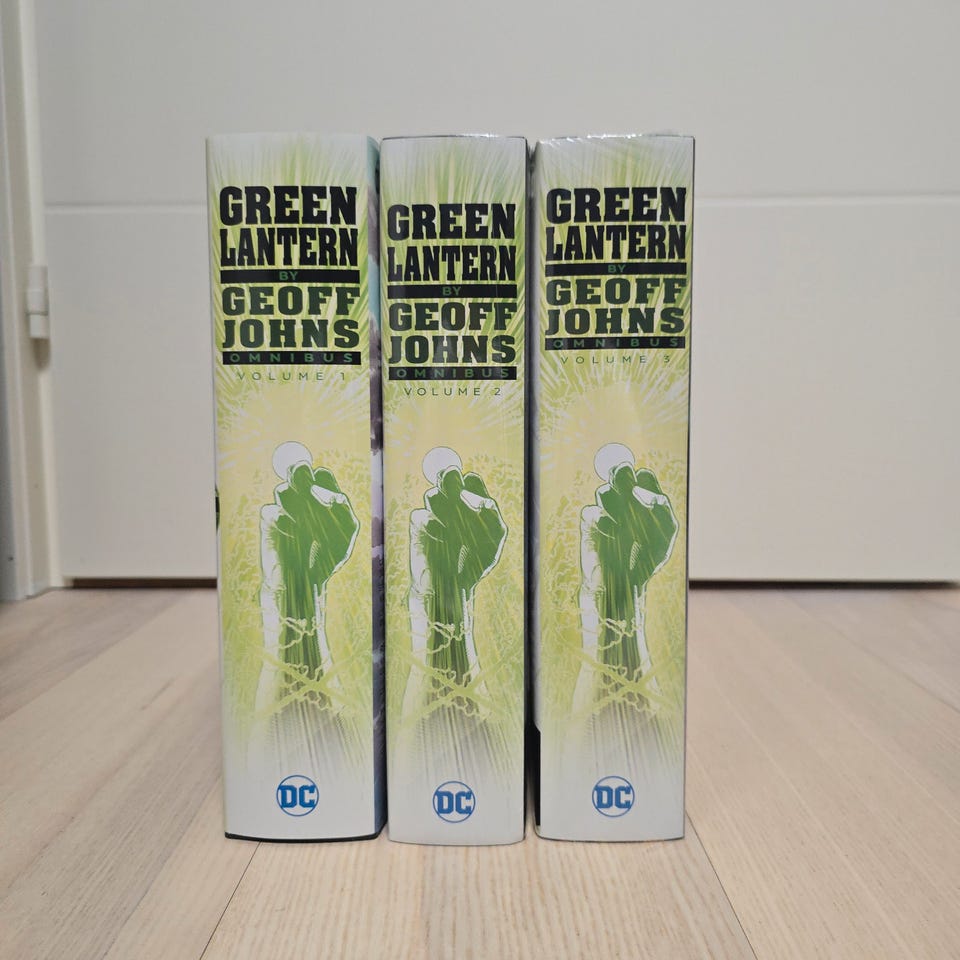 GREEN
LANTERN
BY
GEOFF
JOHNS
OMNIBUS
VOLUME 1
DC
GREEN
LANTERN
BY
GEOFF
JOHNS
OMNIBUS
VOLUME 2
DC
GREEN
LANTERN
BY
GEOFF
JOHNS
OMNIBUS
VOLUME 3
DC